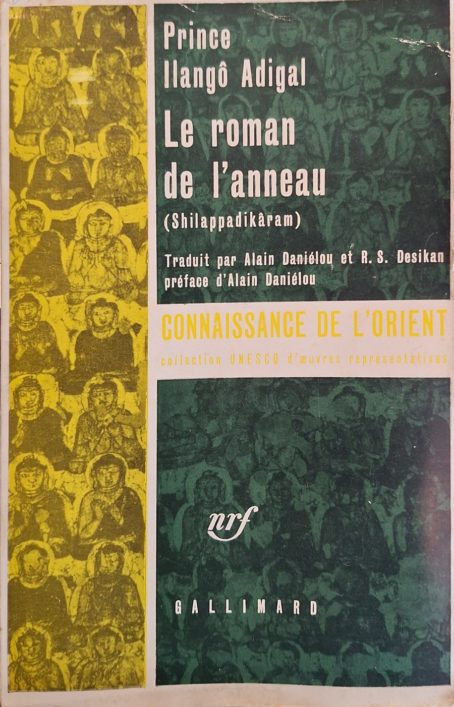 Prince
Ilangô Adigal
Le roman
de l'anneau
(Shilappadikâram)
Traduit par Alain Daniélou et R. S. Desikan
préface d'Alain Daniélou
CONNAISSANCE DE L'ORIENT
collection UNESCO d'œuvres représentatives
nrf
GALLIMARD